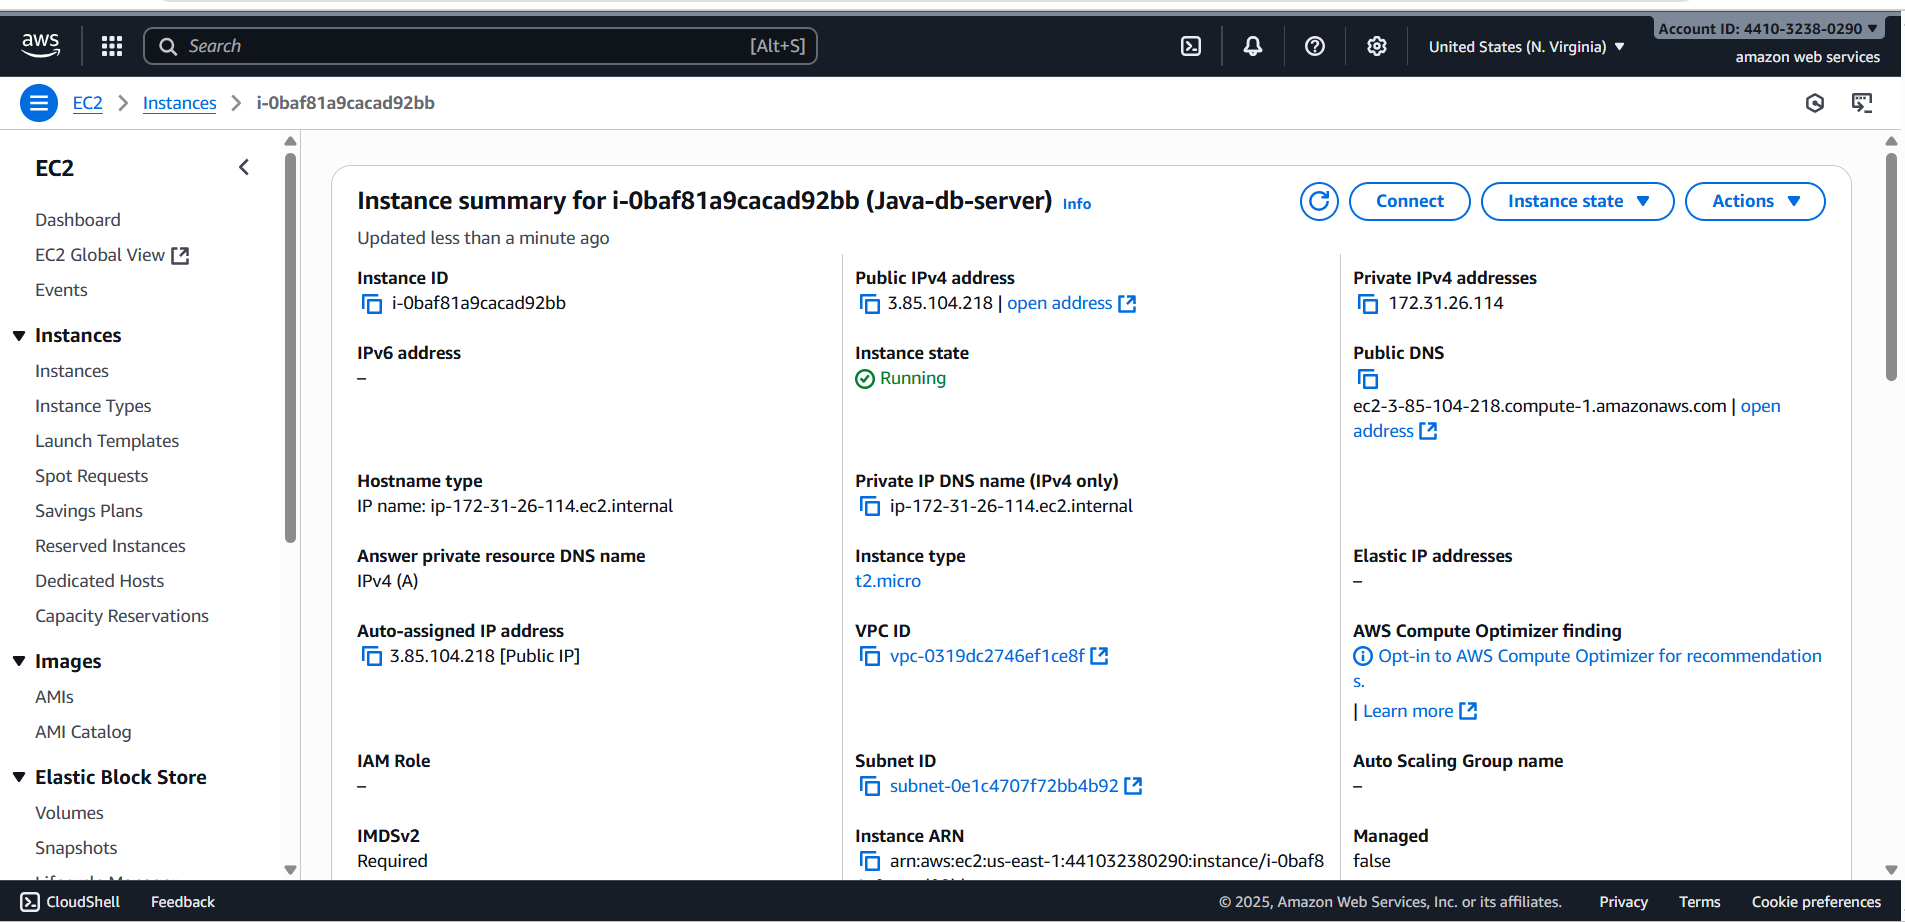 aws
Search [Alt+S]
United States (N. Virginia)
Account ID: 4410-3238-0290
amazon web services
EC2 > Instances > i-0baf81a9cacad92bb
EC2
Dashboard
EC2 Global View
Events
Instances
Instances
Instance Types
Launch Templates
Spot Requests
Savings Plans
Reserved Instances
Dedicated Hosts
Capacity Reservations
Images
AMIs
AMI Catalog
Elastic Block Store
Volumes
Snapshots
Instance summary for i-0baf81a9cacad92bb (Java-db-server) Info
Connect
Instance state
Actions
Updated less than a minute ago
Instance ID
i-0baf81a9cacad92bb
Public IPv4 address
3.85.104.218 | open address
Private IPv4 addresses
172.31.26.114
IPv6 address
–
Instance state
Running
Public DNS
ec2-3-85-104-218.compute-1.amazonaws.com | open
address
Hostname type
IP name: ip-172-31-26-114.ec2.internal
Private IP DNS name (IPv4 only)
ip-172-31-26-114.ec2.internal
Answer private resource DNS name
IPv4 (A)
Instance type
t2.micro
Elastic IP addresses
–
Auto-assigned IP address
3.85.104.218 [Public IP]
VPC ID
vpc-0319dc2746ef1ce8f
AWS Compute Optimizer finding
Opt-in to AWS Compute Optimizer for recommendation
s.
| Learn more
IAM Role
–
Subnet ID
subnet-0e1c4707f72bb4b92
Auto Scaling Group name
–
IMDSv2
Required
Instance ARN
arn:aws:ec2:us-east-1:441032380290:instance/i-0baf8
Managed
false
CloudShell
Feedback
© 2025, Amazon Web Services, Inc. or its affiliates.
Privacy
Terms
Cookie preferences